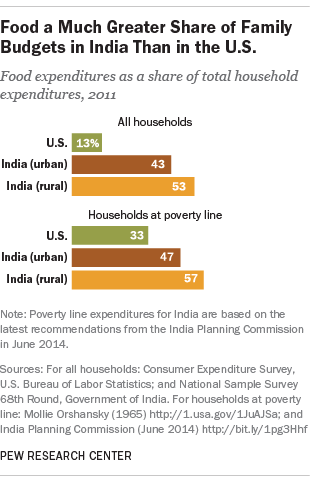 Food a Much Greater Share of Family
Budgets in India Than in the U.S.
Food expenditures as a share of total household
expenditures, 2011
All households
U.S. 13%
India (urban) 43
India (rural) 53
Households at poverty line
U.S. 33
India (urban) 47
India (rural) 57
Note: Poverty line expenditures for India are based on the
latest recommendations from the India Planning Commission
in June 2014.
Sources: For all households: Consumer Expenditure Survey,
U.S. Bureau of Labor Statistics; and National Sample Survey
68th Round, Government of India. For households at poverty
line: Mollie Orshansky (1965) http://1.usa.gov/1JuAJSa; and
India Planning Commission (June 2014) http://bit.ly/1pg3Hhf
PEW RESEARCH CENTER